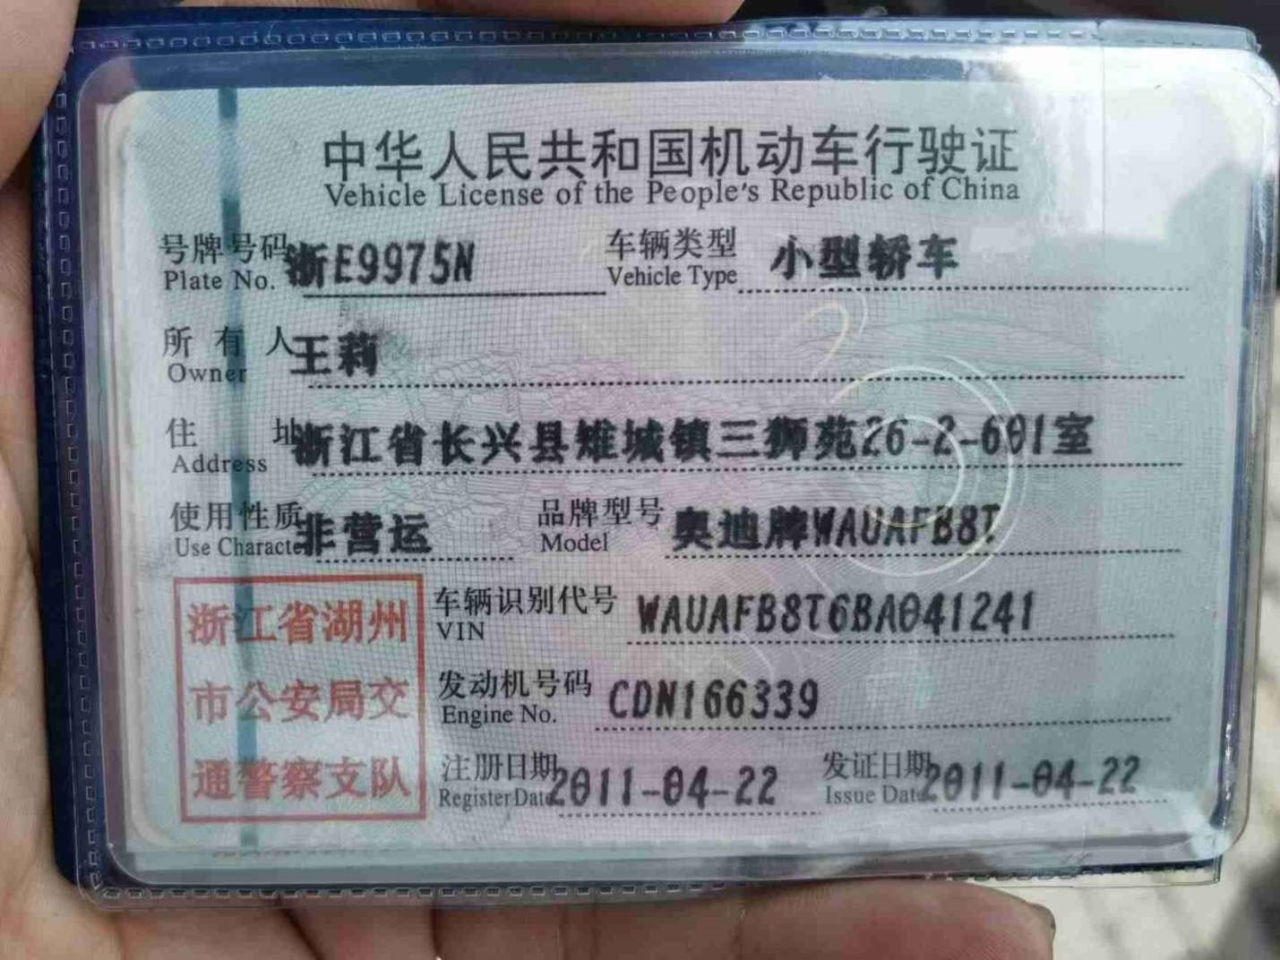 中华人民共和国机动车行驶证
Vehicle License of the People's Republic of China
号牌号码 浙E9975N 车辆类型 小型轿车
Plate No. Vehicle Type
所有人 王莉
Owner
住址 浙江省长兴县雉城镇三狮苑26-2-601室
Address
使用性质 非营运 品牌型号 奥迪牌WAUAFB8T
Use Character Model
浙江省湖州
市公安局交
通警察支队
车辆识别代号 WAUAFB8T6BA041241
VIN
发动机号码 CDN166339
Engine No.
注册日期 2011-04-22 发证日期 2011-04-22
Register Date Issue Date